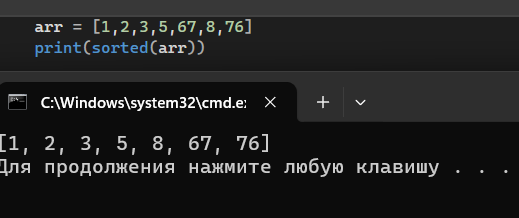 arr = [1,2,3,5,67,8,76]
print(sorted(arr))
C:\Windows\system32\cmd.e
[1, 2, 3, 5, 8, 67, 76]
Для продолжения нажмите любую клавишу . . .